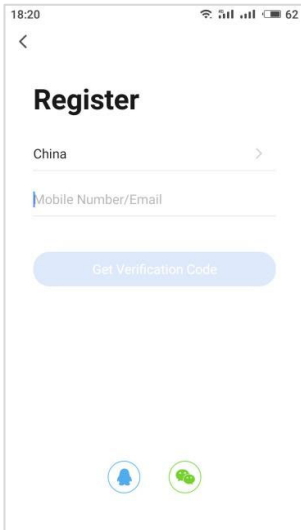 18:20
62
Register
China
Mobile Number/Email
Get Verification Code